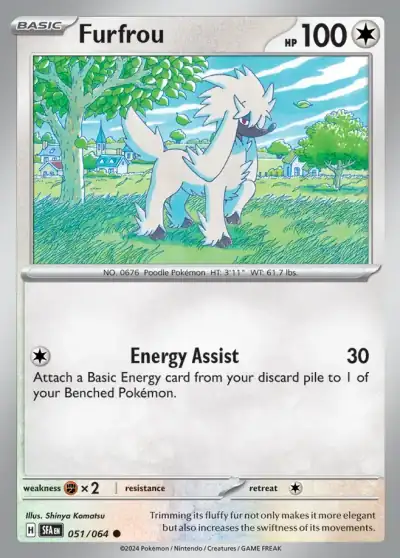 BASIC Furfrou HP 100
NO. 0676 Poodle Pokémon HT: 3'11" WT: 61.7 lbs.
Energy Assist 30
Attach a Basic Energy card from your discard pile to 1 of
your Benched Pokémon.
weakness ×2 resistance retreat
Illus. Shinya Komatsu
H SFA EN 051/064
Trimming its fluffy fur not only makes it more elegant
but also increases the swiftness of its movements.
©2024 Pokémon / Nintendo / Creatures / GAME FREAK